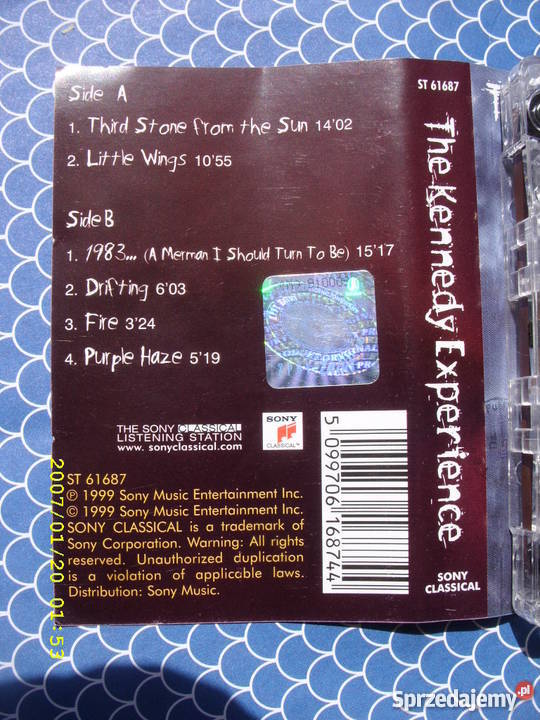 Side A
1. Third Stone from the Sun 14'02
2. Little Wings 10'55
Side B
1. 1983... (A Merman I Should Turn To Be) 15'17
2. Drifting 6'03
3. Fire 3'24
4. Purple Haze 5'19
THE SONY CLASSICAL
LISTENING STATION
www.sonyclassical.com
SONY
CLASSICAL™
5 099706 168744
ST 61687
℗ 1999 Sony Music Entertainment Inc.
© 1999 Sony Music Entertainment Inc.
SONY CLASSICAL is a trademark of
Sony Corporation. Warning: All rights
reserved. Unauthorized duplication
is a violation of applicable laws.
Distribution: Sony Music.
ST 61687
The Kennedy Experience
SONY
CLASSICAL
2007/01/20 01:53
Sprzedajemy.pl